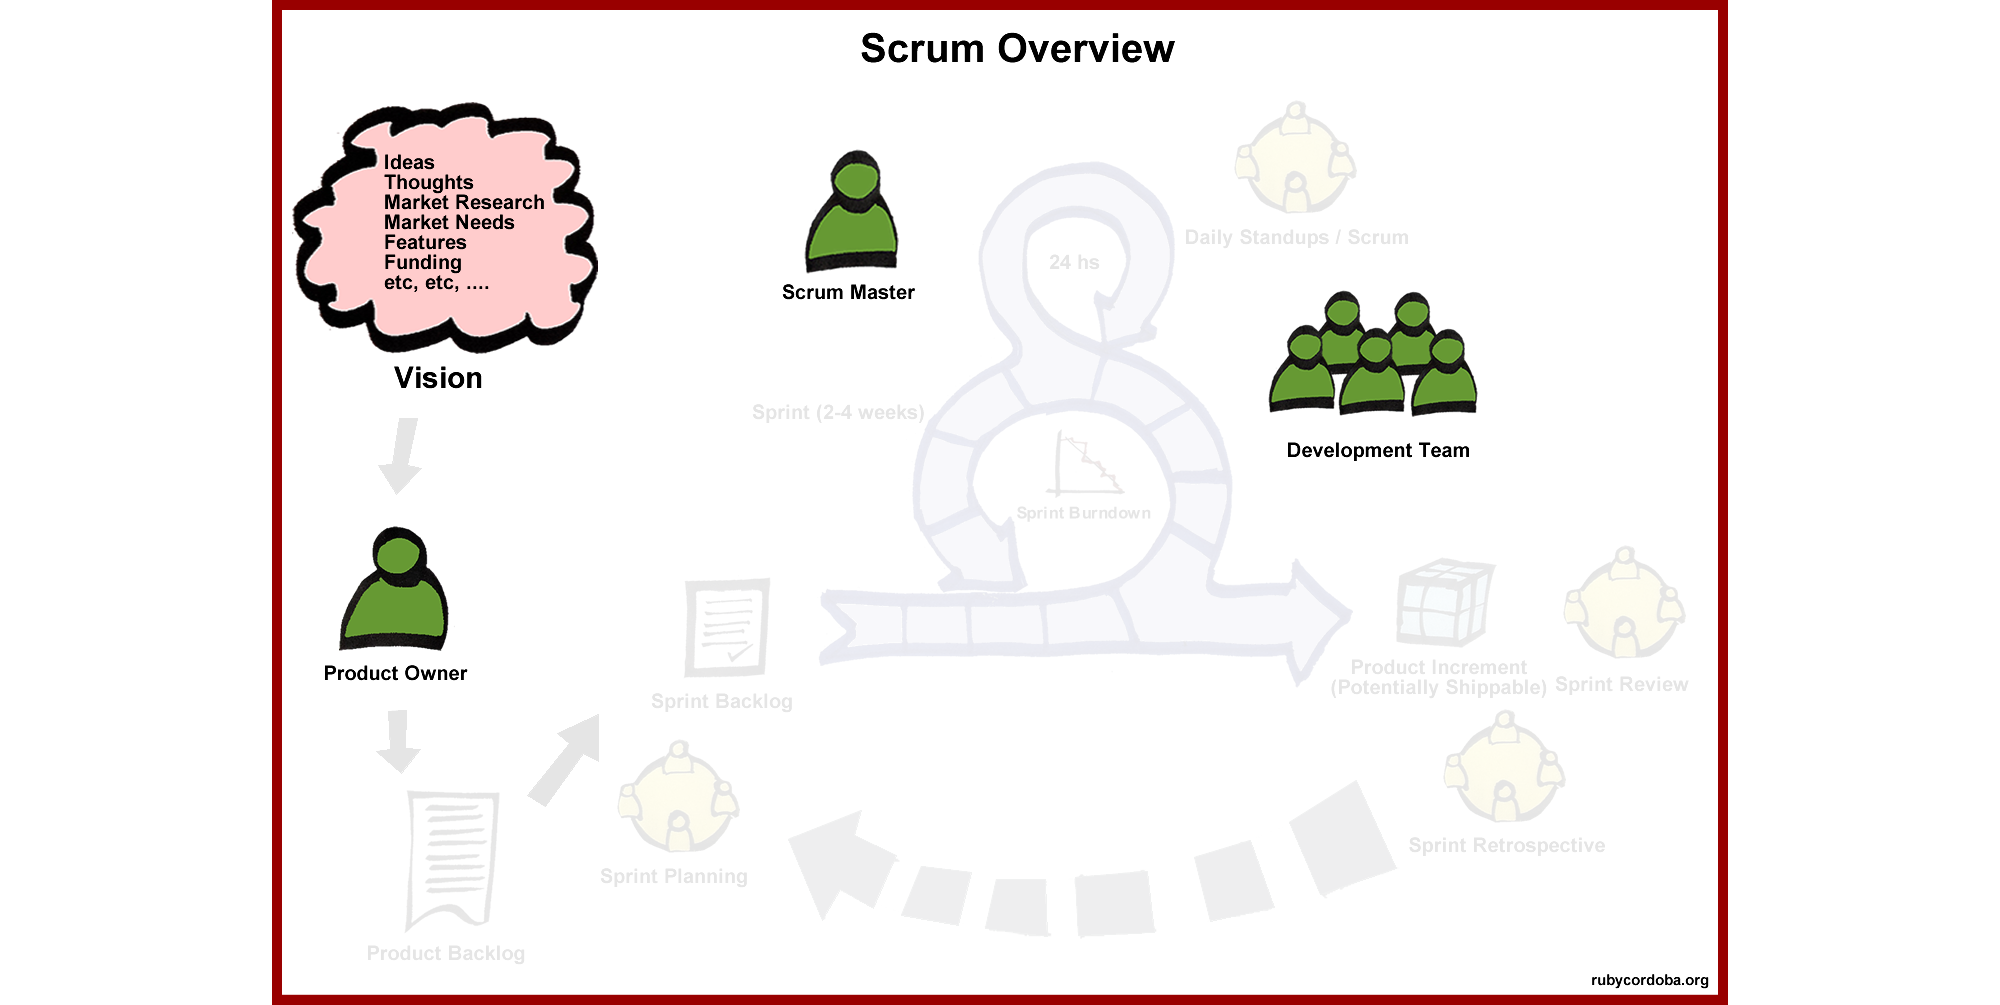 Scrum Overview
Ideas
Thoughts
Market Research
Market Needs
Features
Funding
etc, etc, ....
Vision
Scrum Master
24 hs
Daily Standups / Scrum
Development Team
Sprint (2-4 weeks)
Sprint Burndown
Product Owner
Sprint Backlog
Product Increment
(Potentially Shippable)
Sprint Review
Sprint Planning
Sprint Retrospective
Product Backlog
rubycordoba.org